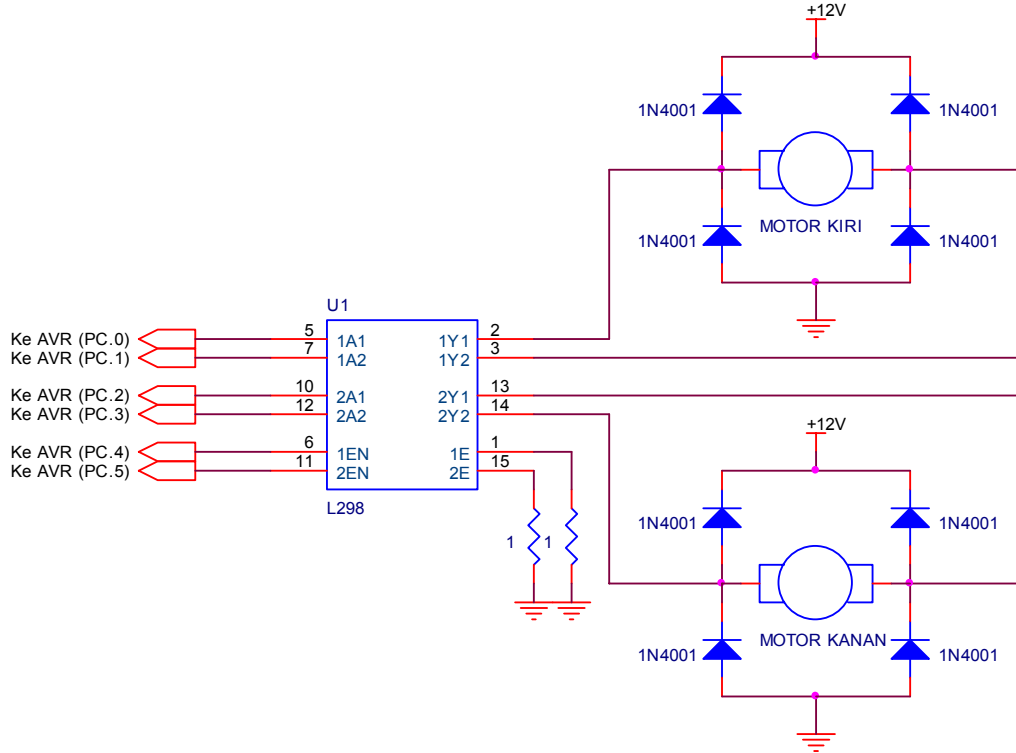 +12V
1N4001
1N4001
MOTOR KIRI
1N4001
1N4001
U1
Ke AVR (PC.0)
5
1A1
1Y1
2
Ke AVR (PC.1)
7
1A2
1Y2
3
Ke AVR (PC.2)
10
2A1
2Y1
13
Ke AVR (PC.3)
12
2A2
2Y2
14
Ke AVR (PC.4)
6
1EN
1E
1
Ke AVR (PC.5)
11
2EN
2E
15
L298
1
1
+12V
1N4001
1N4001
MOTOR KANAN
1N4001
1N4001